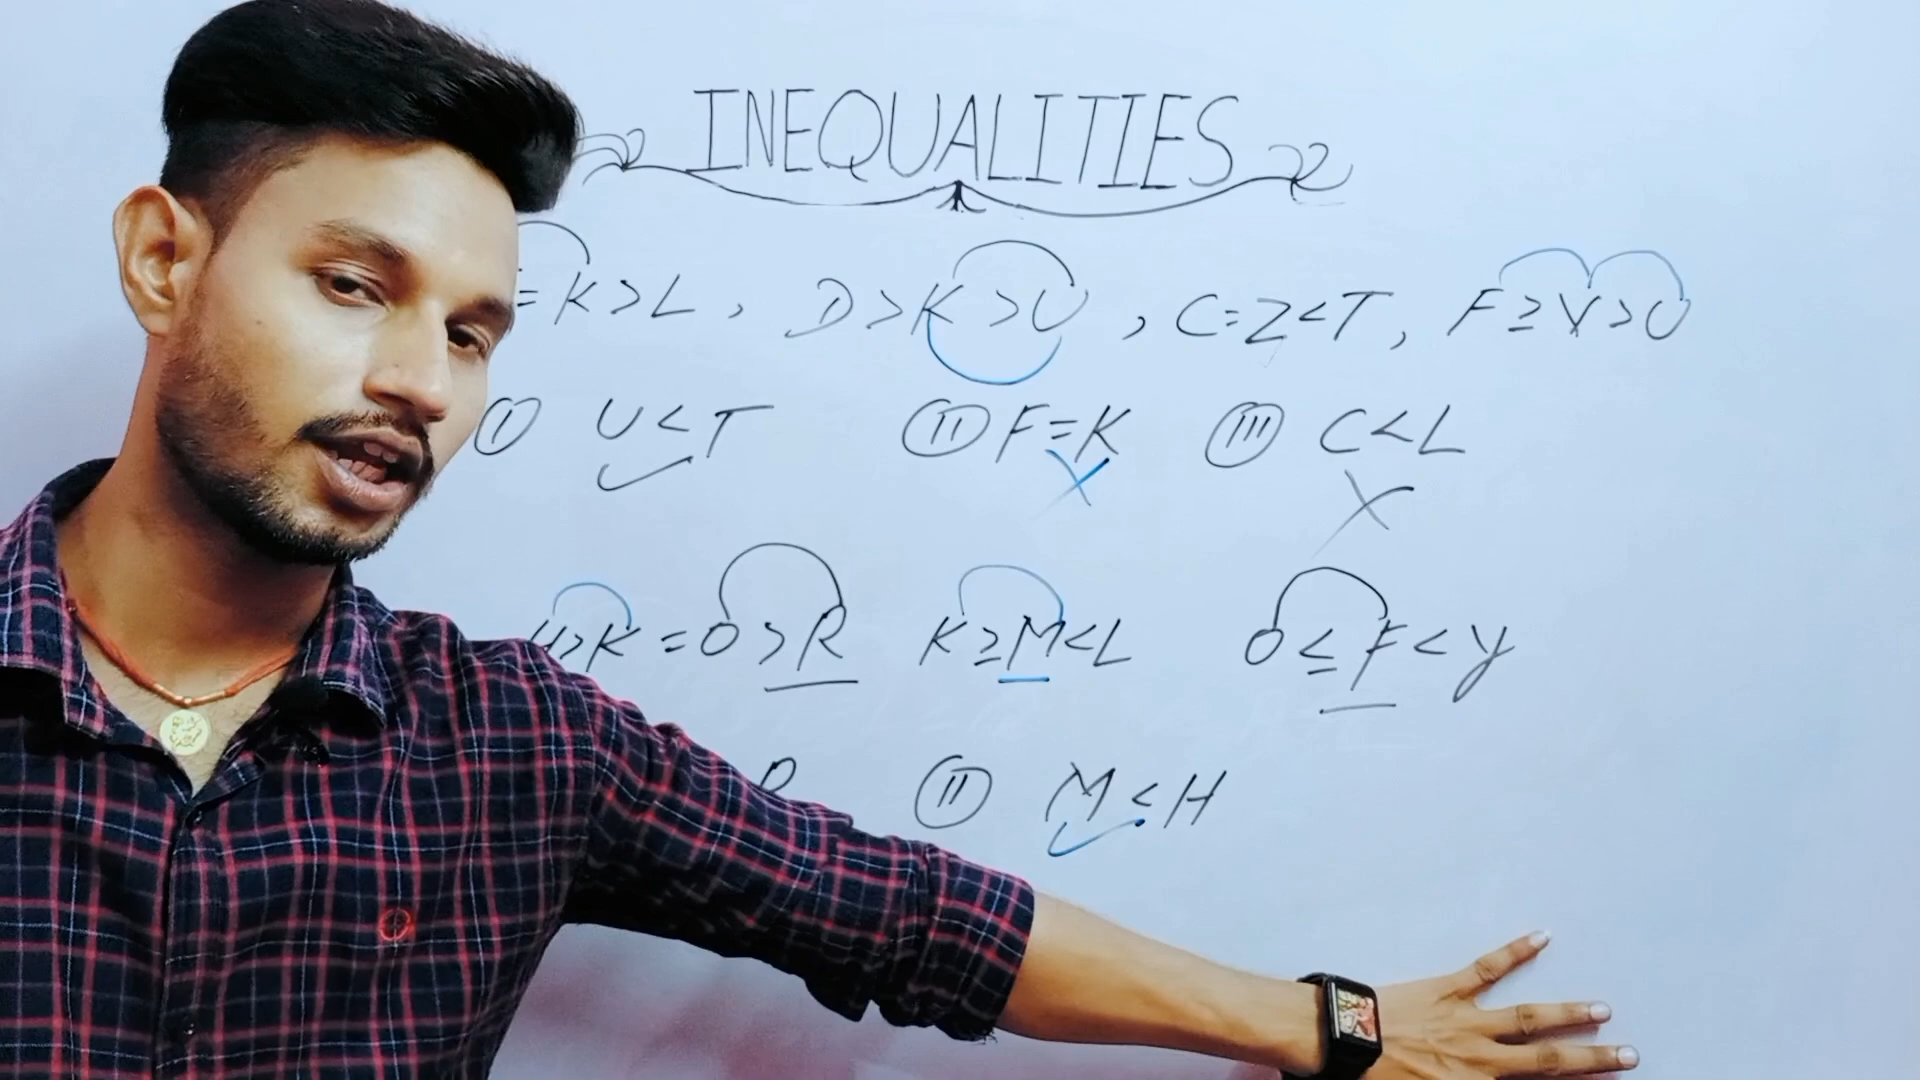 INEQUALITIES
= K > L , D > K > U , C = Z < T , F ≥ V > U
I U < T II F = K III C < L
H > K = O > R K ≥ M < L O ≤ F < Y
II M < H